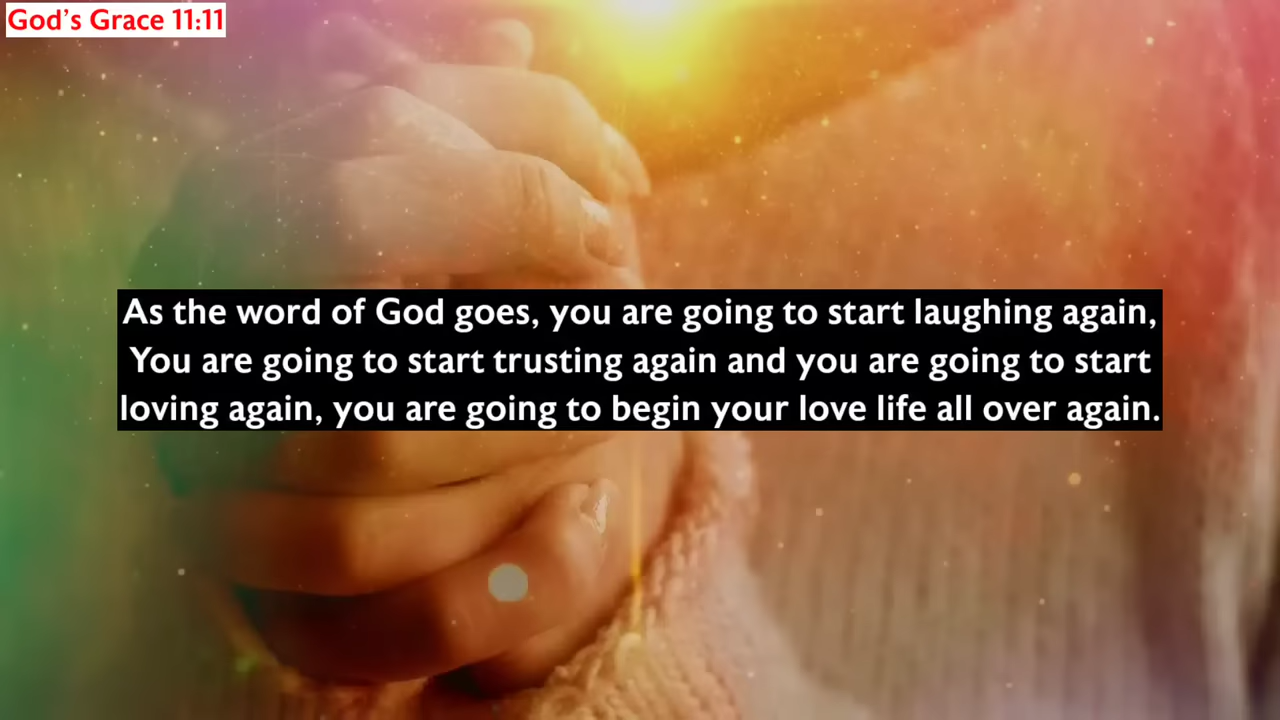 God's Grace 11:11
As the word of God goes, you are going to start laughing again,
You are going to start trusting again and you are going to start
loving again, you are going to begin your love life all over again.